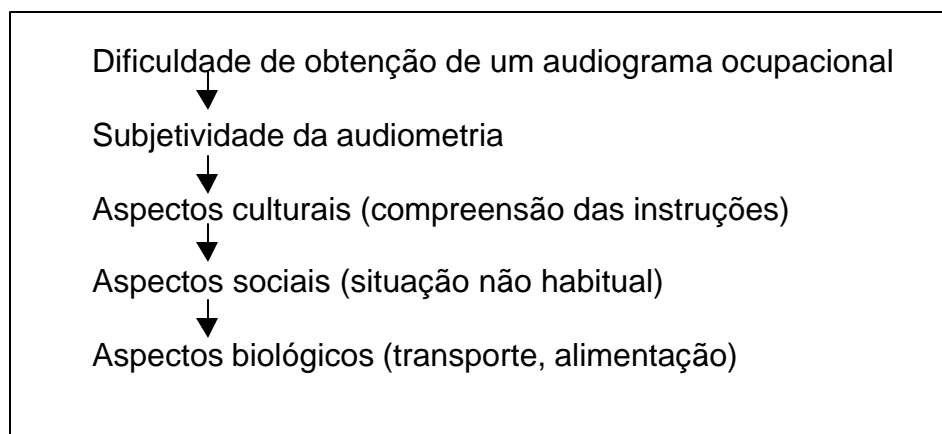 Dificuldade de obtenção de um audiograma ocupacional
Subjetividade da audiometria
Aspectos culturais (compreensão das instruções)
Aspectos sociais (situação não habitual)
Aspectos biológicos (transporte, alimentação)